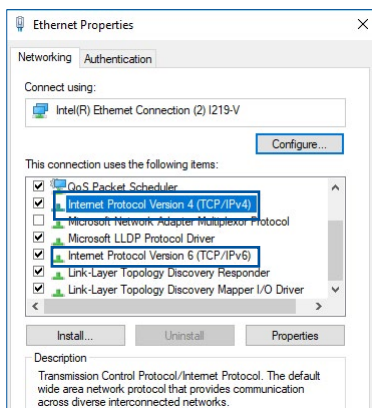 Ethernet Properties
Networking Authentication
Connect using:
Intel(R) Ethernet Connection (2) I219-V
Configure...
This connection uses the following items:
QoS Packet Scheduler
Internet Protocol Version 4 (TCP/IPv4)
Microsoft Network Adapter Multiplexor Protocol
Microsoft LLDP Protocol Driver
Internet Protocol Version 6 (TCP/IPv6)
Link-Layer Topology Discovery Responder
Link-Layer Topology Discovery Mapper I/O Driver
Install... Uninstall Properties
Description
Transmission Control Protocol/Internet Protocol. The default
wide area network protocol that provides communication
across diverse interconnected networks.